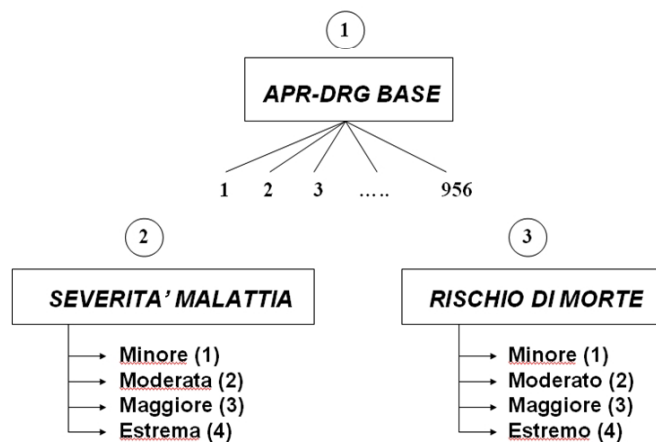 1
APR-DRG BASE
1 2 3 ….. 956
2
SEVERITA’ MALATTIA
Minore (1)
Moderata (2)
Maggiore (3)
Estrema (4)
3
RISCHIO DI MORTE
Minore (1)
Moderato (2)
Maggiore (3)
Estremo (4)